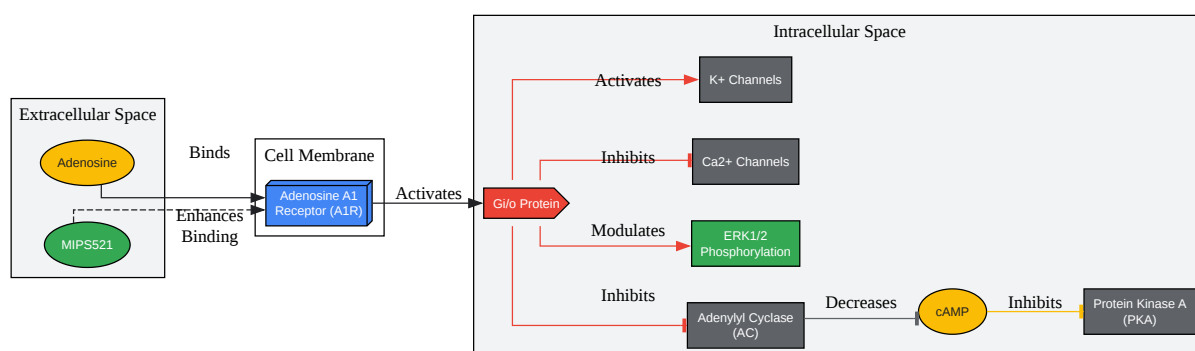 Intracellular Space
Activates
K+ Channels
Extracellular Space
Adenosine
Binds
Cell Membrane
Inhibits
Ca2+ Channels
Adenosine A1
Receptor (A1R)
Activates
Gi/o Protein
Enhances
Binding
MIPS521
Modulates
ERK1/2
Phosphorylation
Inhibits
Adenylyl Cyclase
(AC)
Decreases
cAMP
Inhibits
Protein Kinase A
(PKA)